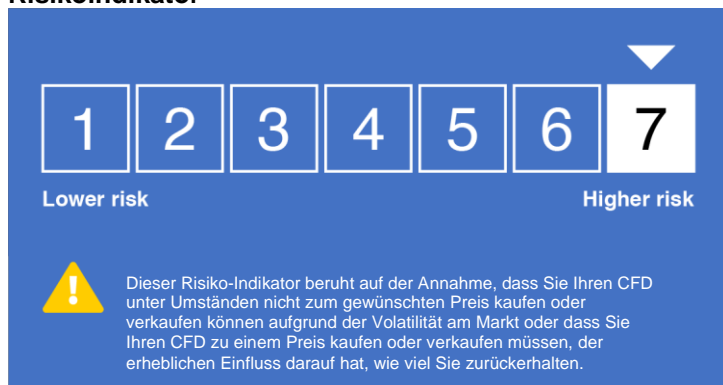 Risikoindikator
1 2 3 4 5 6 7
Lower risk Higher risk
Dieser Risiko-Indikator beruht auf der Annahme, dass Sie Ihren CFD
unter Umständen nicht zum gewünschten Preis kaufen oder
verkaufen können aufgrund der Volatilität am Markt oder dass Sie
Ihren CFD zu einem Preis kaufen oder verkaufen müssen, der
erheblichen Einfluss darauf hat, wie viel Sie zurückerhalten.